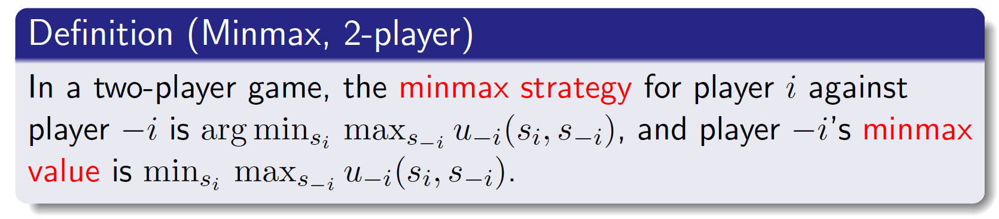 Definition (Minmax, 2-player)
In a two-player game, the minmax strategy for player i against
player −i is arg min_{s_i} max_{s_{−i}} u_{−i}(s_i, s_{−i}), and player −i's minmax
value is min_{s_i} max_{s_{−i}} u_{−i}(s_i, s_{−i}).